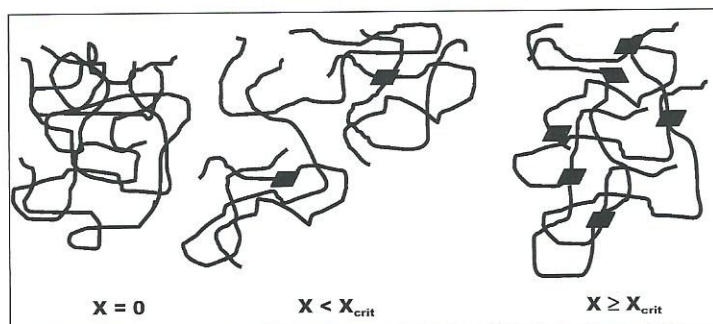 X = 0
X < X_crit
X ≥ X_crit